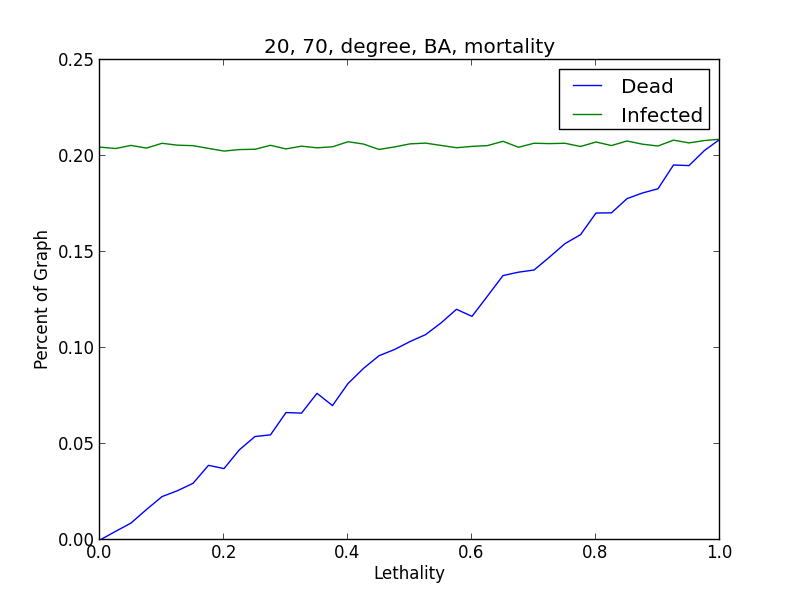 20, 70, degree, BA, mortality
0.25
Dead
Infected
0.20
0.15
Percent of Graph
0.10
0.05
0.00
0.0 0.2 0.4 0.6 0.8 1.0
Lethality